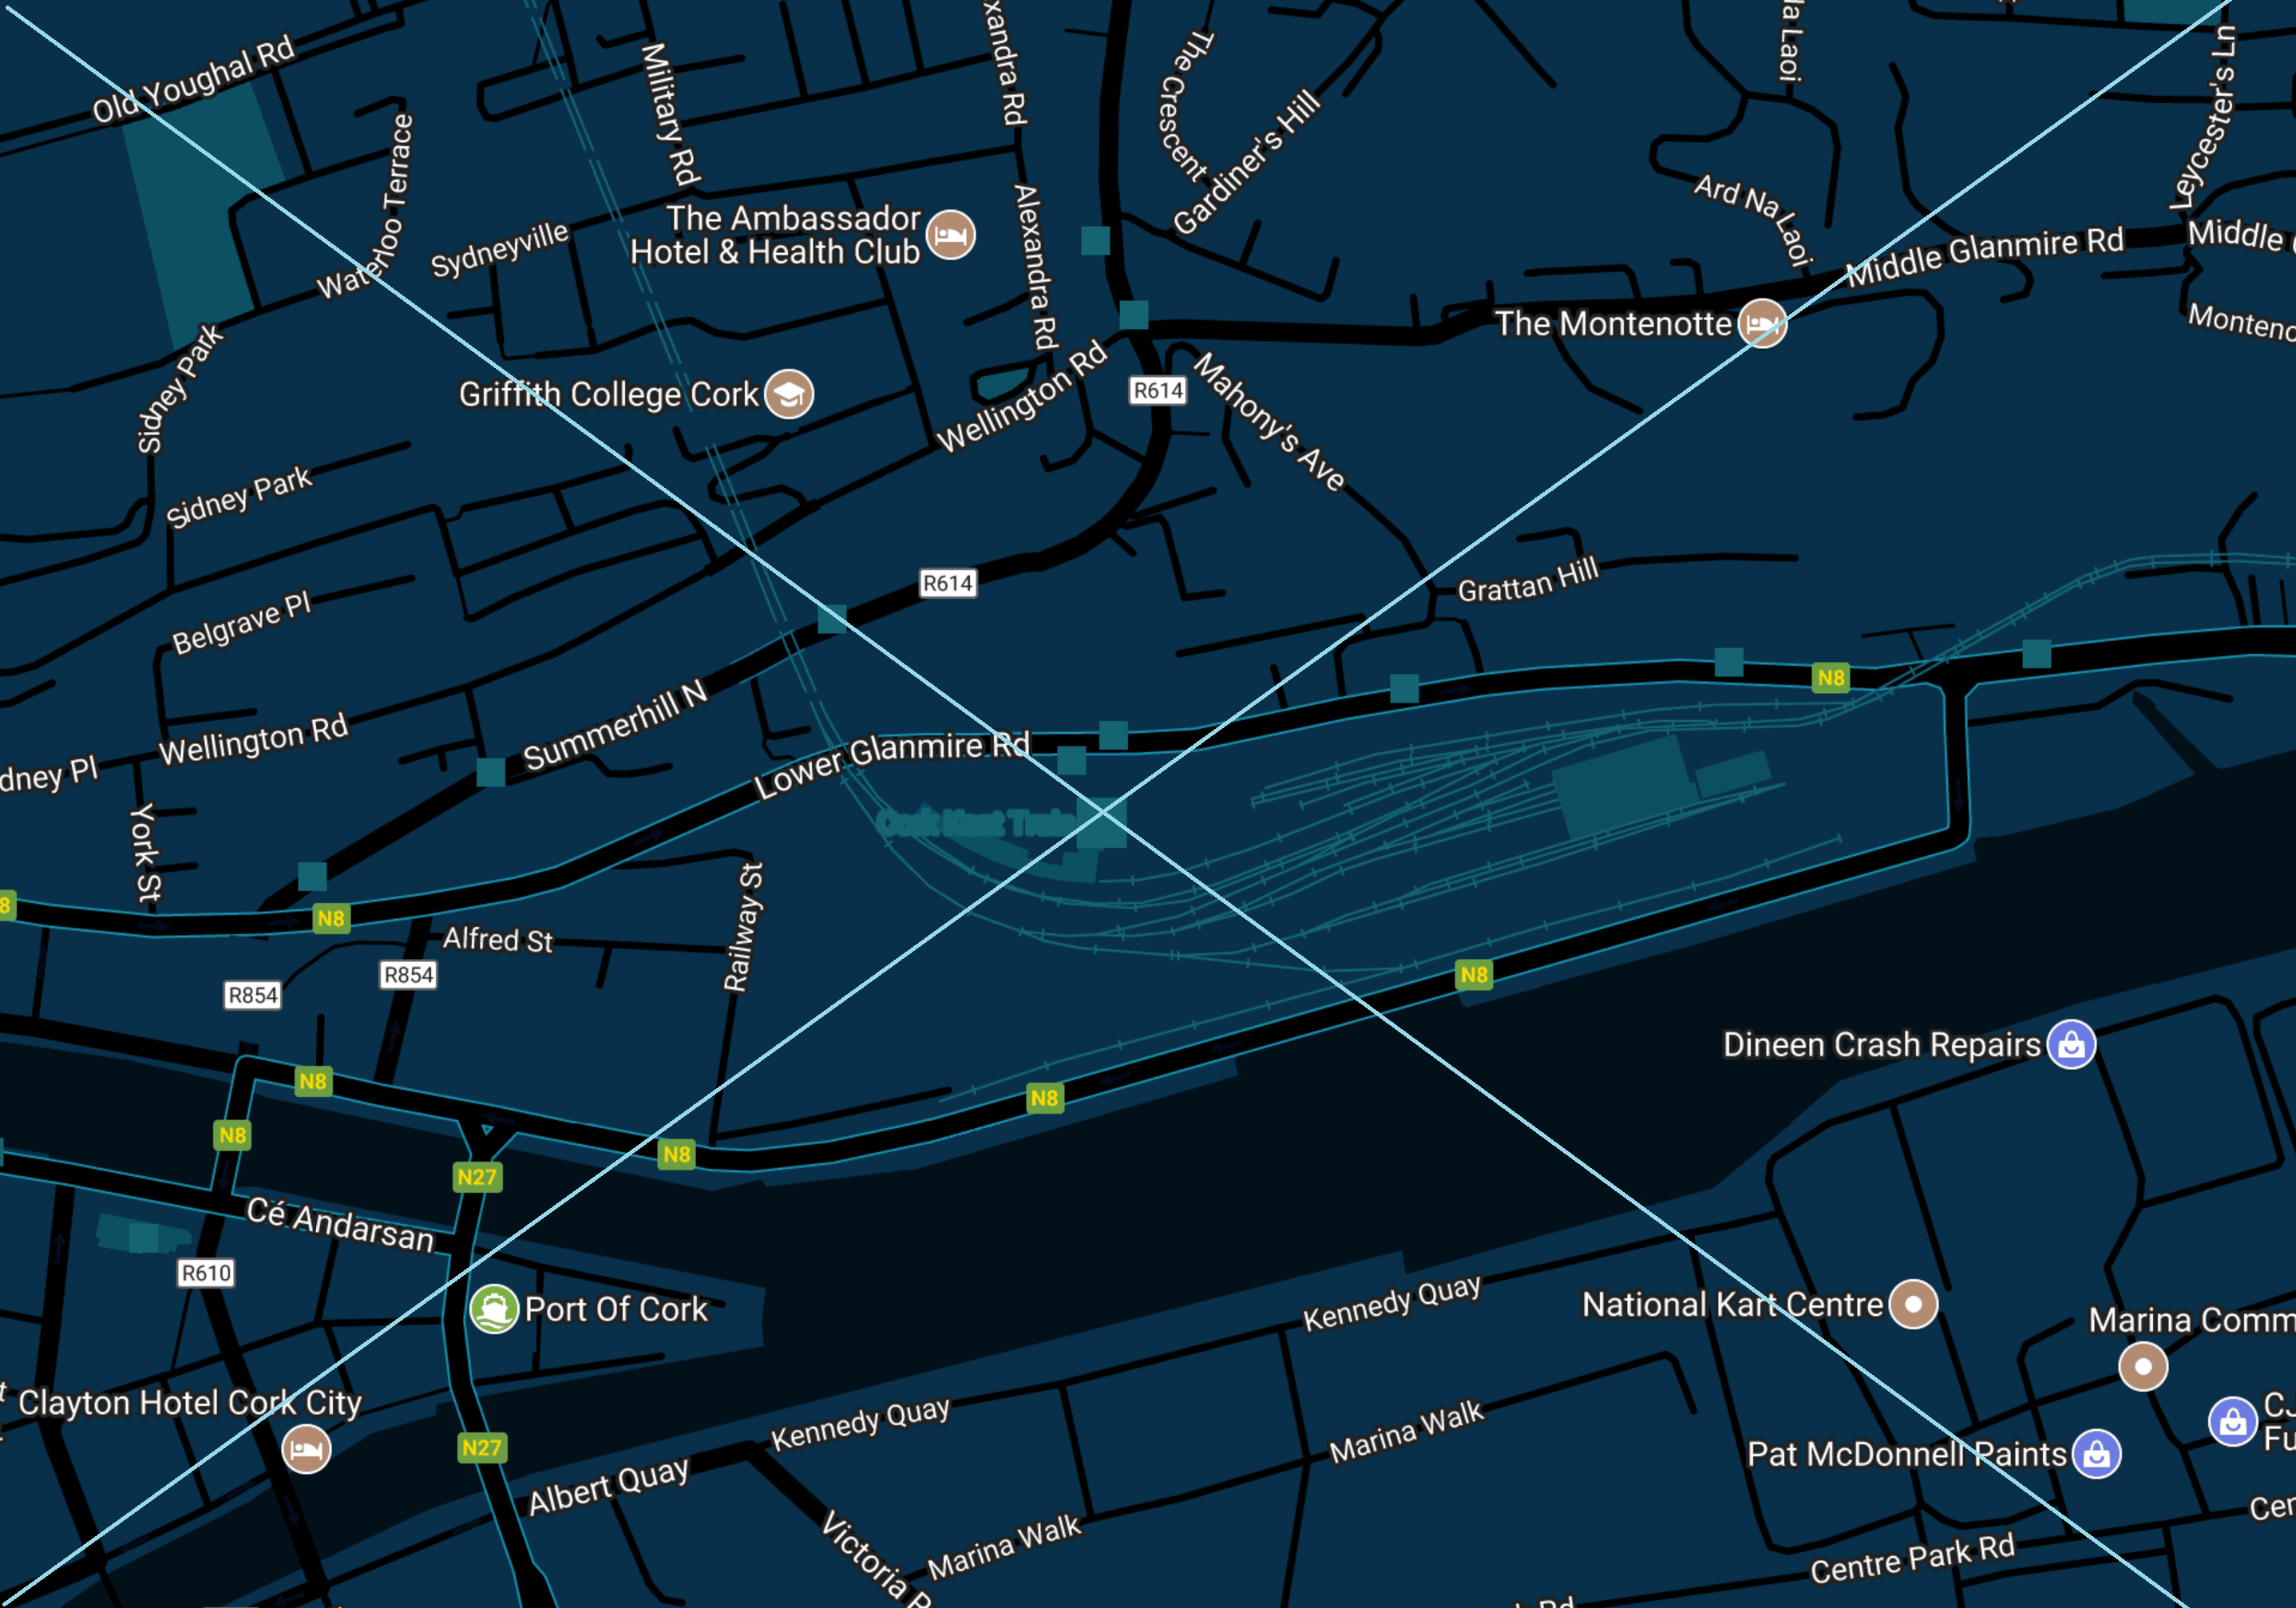 Old Youghal Rd
Military Rd
xandra Rd
The Crescent
Gardiner's Hill
la Laoi
Leycester's Ln
Waterloo Terrace
Sydneyville
The Ambassador
Hotel & Health Club
Alexandra Rd
Ard Na Laoi
Middle Glanmire Rd
Middle
The Montenotte
Sidney Park
Griffith College Cork
Wellington Rd
R614
Mahony's Ave
Sidney Park
R614
Grattan Hill
Belgrave Pl
Summerhill N
N8
Wellington Rd
Lower Glanmire Rd
dney Pl
York St
Cork Kent Train
Railway St
8
N8
Alfred St
R854
R854
N8
Dineen Crash Repairs
N8
N8
N8
N8
N27
Cé Andarsan
R610
Port Of Cork
Kennedy Quay
National Kart Centre
Marina Comm
Clayton Hotel Cork City
Kennedy Quay
Marina Walk
CJ
Fu
N27
Pat McDonnell Paints
Albert Quay
Victoria R
Marina Walk
Centre Park Rd
Cen
Rd